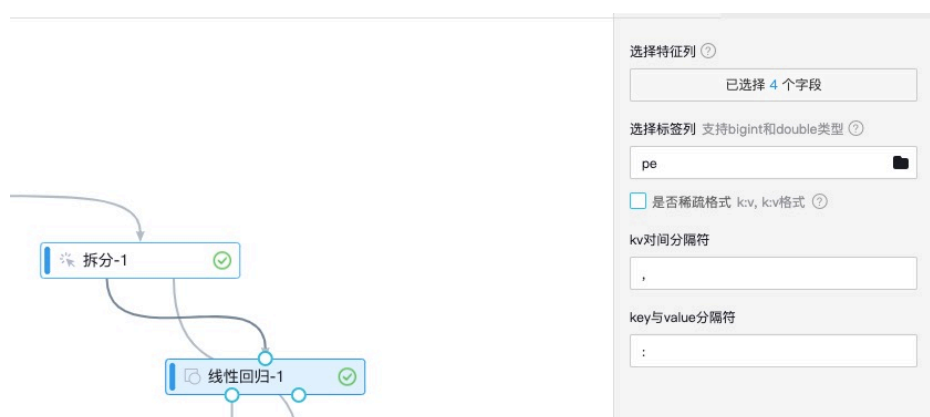 选择特征列
已选择 4 个字段
选择标签列 支持bigint和double类型
pe
是否稀疏格式 k:v, k:v格式
kv对间分隔符
,
key与value分隔符
:
拆分-1
线性回归-1